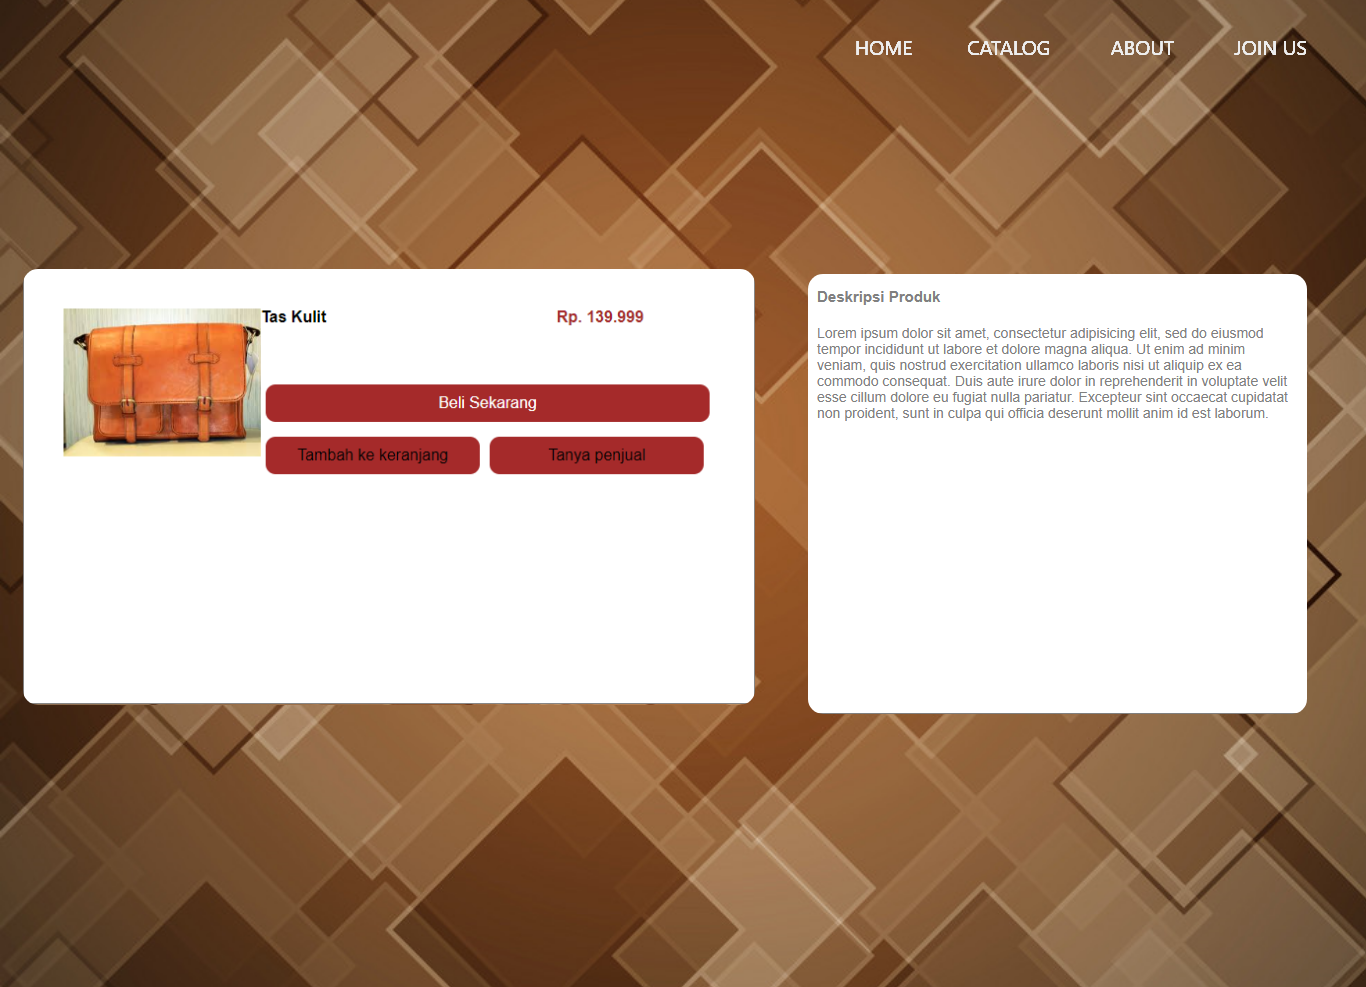 HOME CATALOG ABOUT JOIN US
Tas Kulit Rp. 139.999
Beli Sekarang
Tambah ke keranjang Tanya penjual
Deskripsi Produk
Lorem ipsum dolor sit amet, consectetur adipisicing elit, sed do eiusmod
tempor incididunt ut labore et dolore magna aliqua. Ut enim ad minim
veniam, quis nostrud exercitation ullamco laboris nisi ut aliquip ex ea
commodo consequat. Duis aute irure dolor in reprehenderit in voluptate velit
esse cillum dolore eu fugiat nulla pariatur. Excepteur sint occaecat cupidatat
non proident, sunt in culpa qui officia deserunt mollit anim id est laborum.